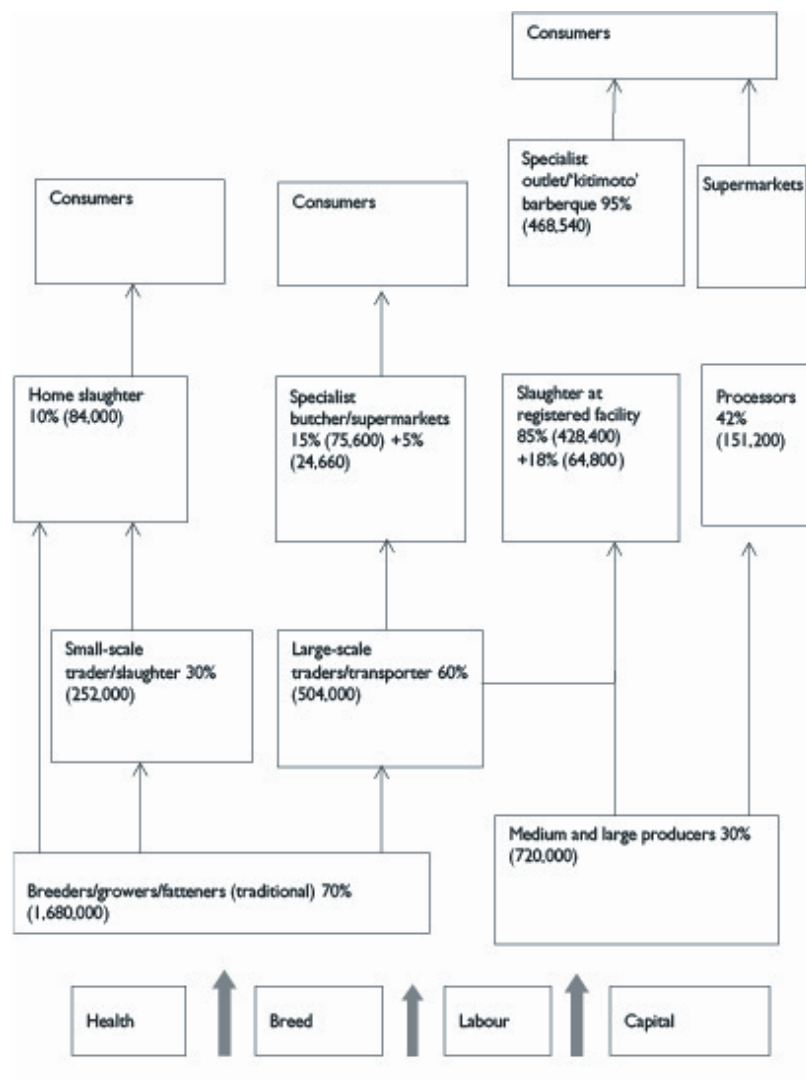 Consumers
Specialist
outlet/‘kitimoto’
barberque 95%
(468,540)
Supermarkets
Consumers
Consumers
Home slaughter
10% (84,000)
Specialist
butcher/supermarkets
15% (75,600) +5%
(24,660)
Slaughter at
registered facility
85% (428,400)
+18% (64,800)
Processors
42%
(151,200)
Small-scale
trader/slaughter 30%
(252,000)
Large-scale
traders/transporter 60%
(504,000)
Medium and large producers 30%
(720,000)
Breeders/growers/fatteners (traditional) 70%
(1,680,000)
Health
Breed
Labour
Capital